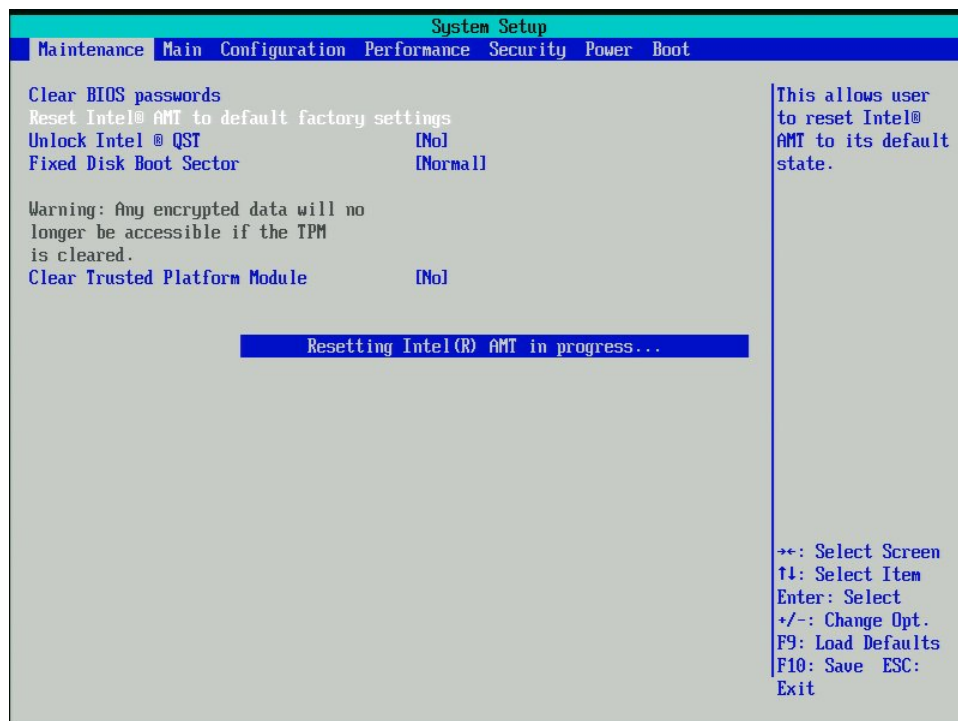 System Setup
Maintenance Main Configuration Performance Security Power Boot
Clear BIOS passwords
Reset Intel® AMT to default factory settings
Unlock Intel ® QST [No]
Fixed Disk Boot Sector [Normal]
Warning: Any encrypted data will no
longer be accessible if the TPM
is cleared.
Clear Trusted Platform Module [No]
Resetting Intel(R) AMT in progress...
This allows user
to reset Intel®
AMT to its default
state.
→←: Select Screen
↑↓: Select Item
Enter: Select
+/-: Change Opt.
F9: Load Defaults
F10: Save ESC:
Exit